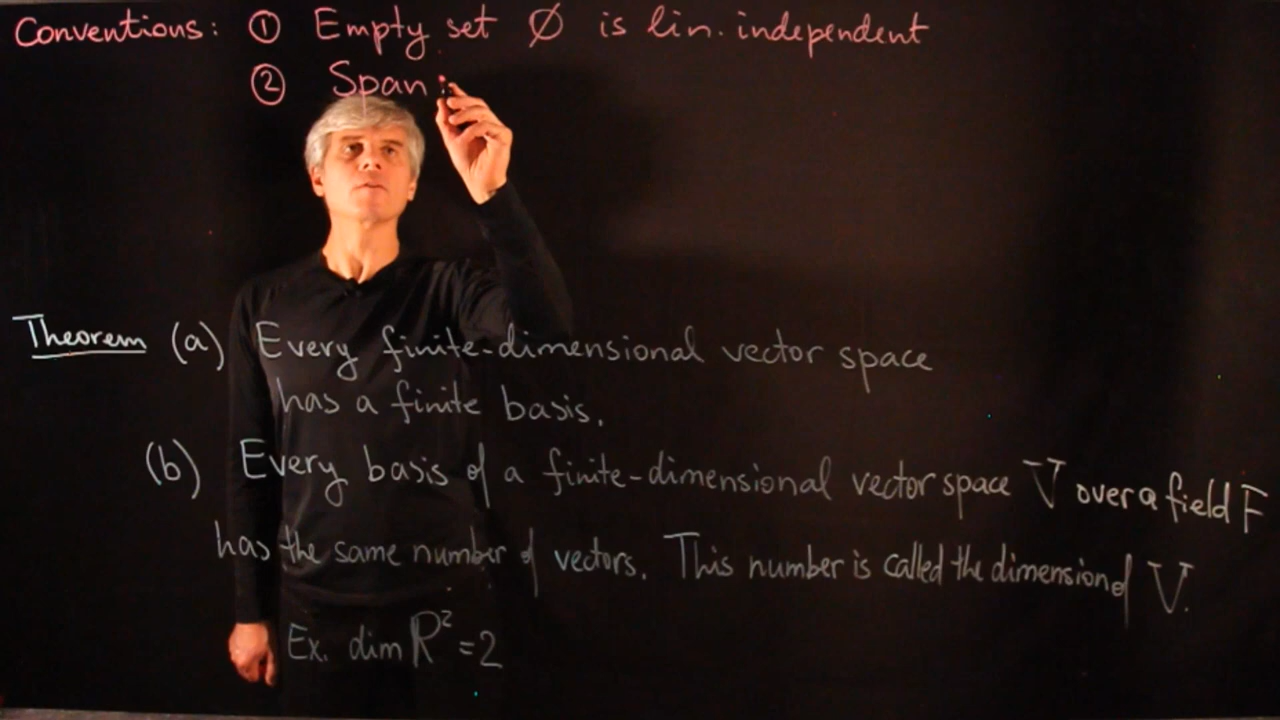 Conventions: ① Empty set ∅ is lin. independent
② Span
Theorem (a) Every finite-dimensional vector space
has a finite basis.
(b) Every basis of a finite-dimensional vector space V over a field F
has the same number of vectors. This number is called the dimension of V.
Ex. dim ℝ² = 2